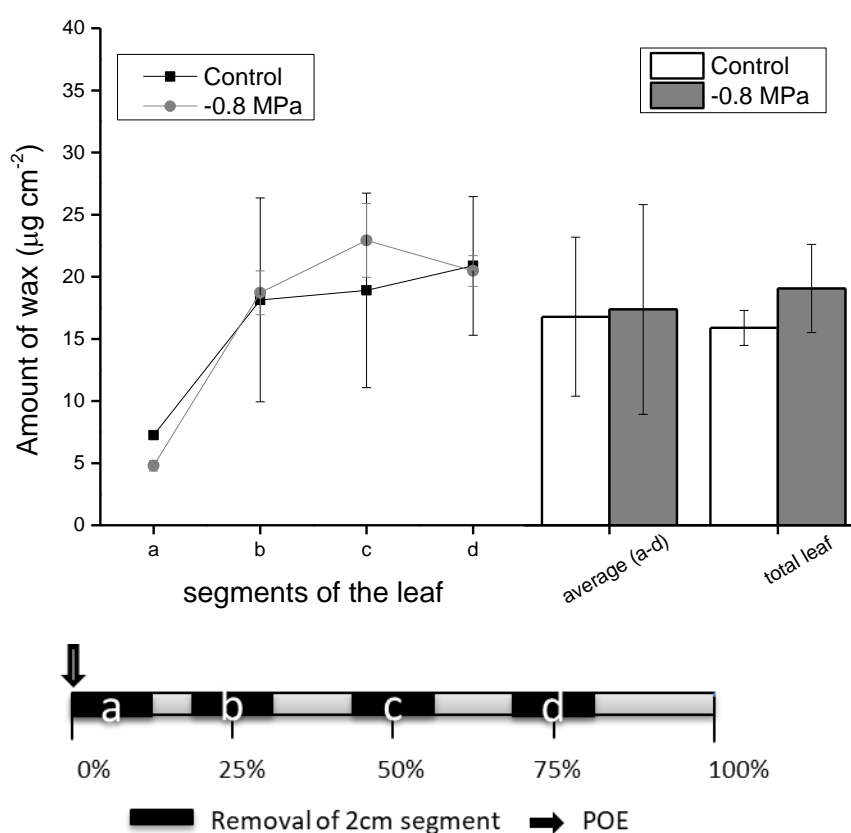 40
35
30
25
20
15
10
5
0
Amount of wax (µg cm⁻²)
Control
-0.8 MPa
Control
-0.8 MPa
a b c d
average (a-d)
total leaf
segments of the leaf
a b c d
0% 25% 50% 75% 100%
Removal of 2cm segment POE